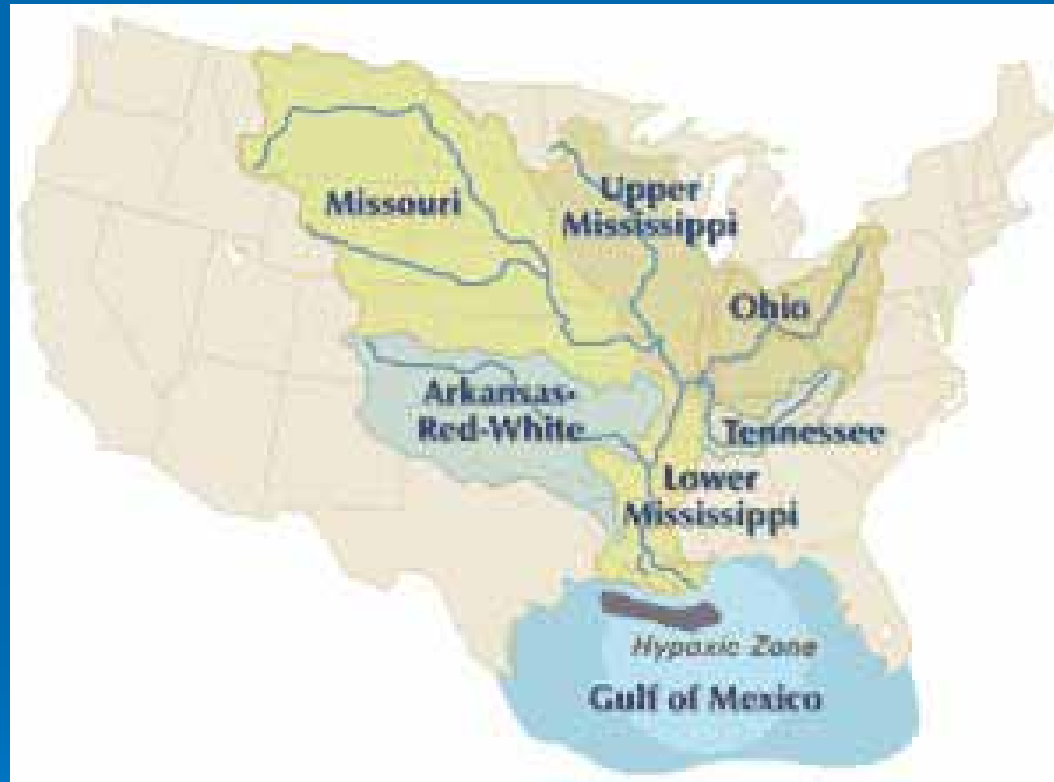 Missouri
Upper
Mississippi
Ohio
Arkansas-
Red-White
Tennessee
Lower
Mississippi
Hypoxic Zone
Gulf of Mexico